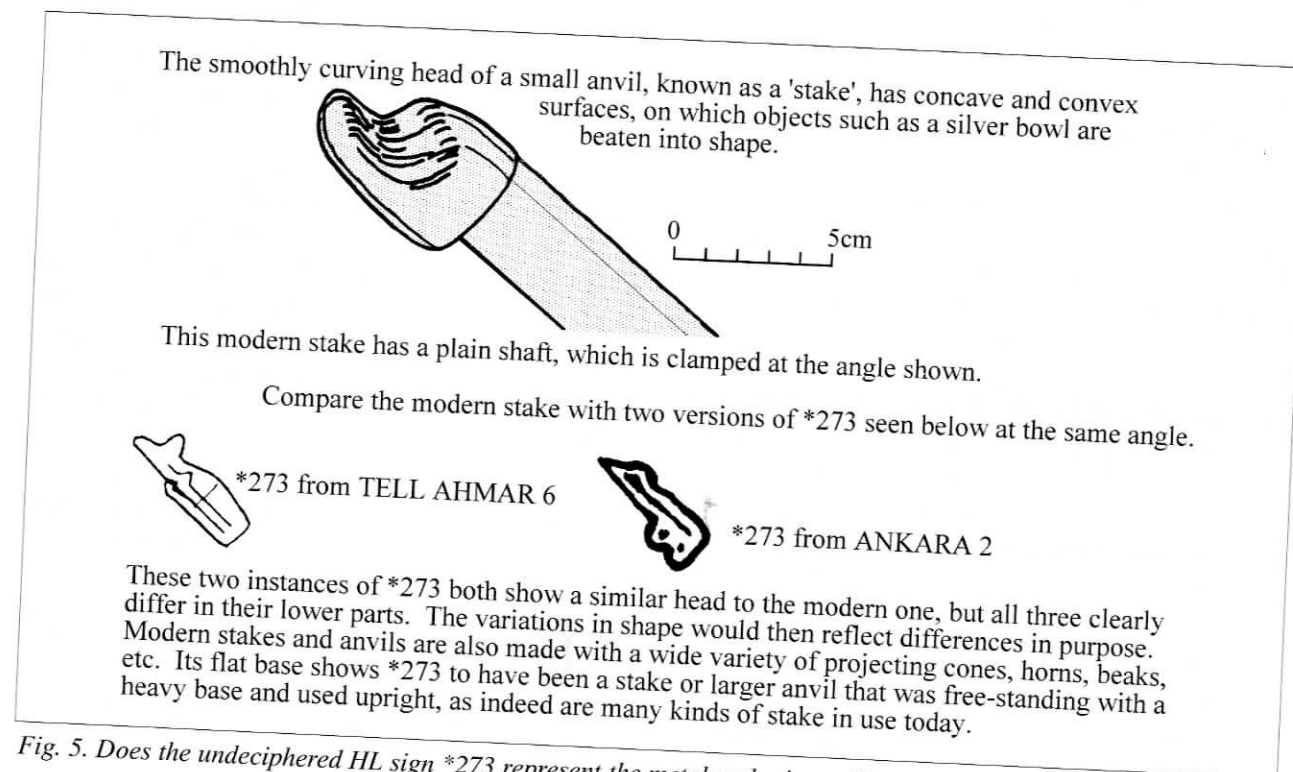 The smoothly curving head of a small anvil, known as a 'stake', has concave and convex
surfaces, on which objects such as a silver bowl are
beaten into shape.
0 5cm
This modern stake has a plain shaft, which is clamped at the angle shown.
Compare the modern stake with two versions of *273 seen below at the same angle.
*273 from TELL AHMAR 6
*273 from ANKARA 2
These two instances of *273 both show a similar head to the modern one, but all three clearly
differ in their lower parts. The variations in shape would then reflect differences in purpose.
Modern stakes and anvils are also made with a wide variety of projecting cones, horns, beaks,
etc. Its flat base shows *273 to have been a stake or larger anvil that was free-standing with a
heavy base and used upright, as indeed are many kinds of stake in use today.
Fig. 5. Does the undeciphered HL sign *273 represent the